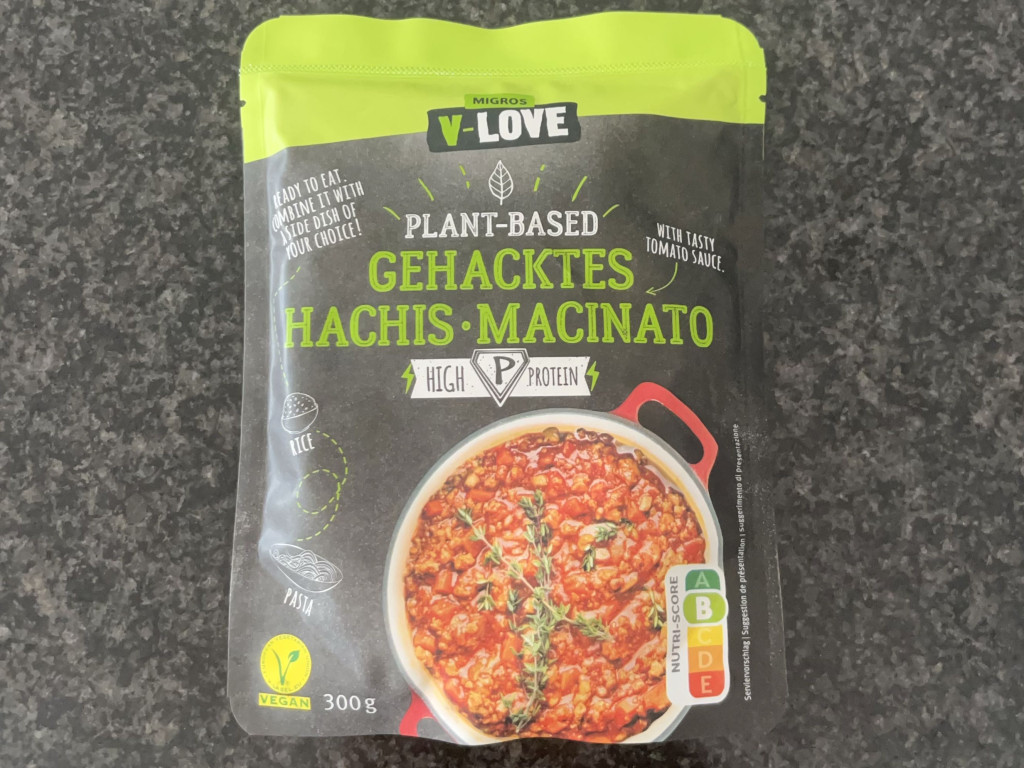 MIGROS
V-LOVE
READY TO EAT.
COMBINE IT WITH
A SIDE DISH OF
YOUR CHOICE!
PLANT-BASED
WITH TASTY
TOMATO SAUCE.
GEHACKTES
HACHIS · MACINATO
HIGH P PROTEIN
RICE
PASTA
NUTRI-SCORE
A
B
C
D
E
Serviervorschlag | Suggestion de présentation | Suggerimento di presentazione
VEGAN
300 g